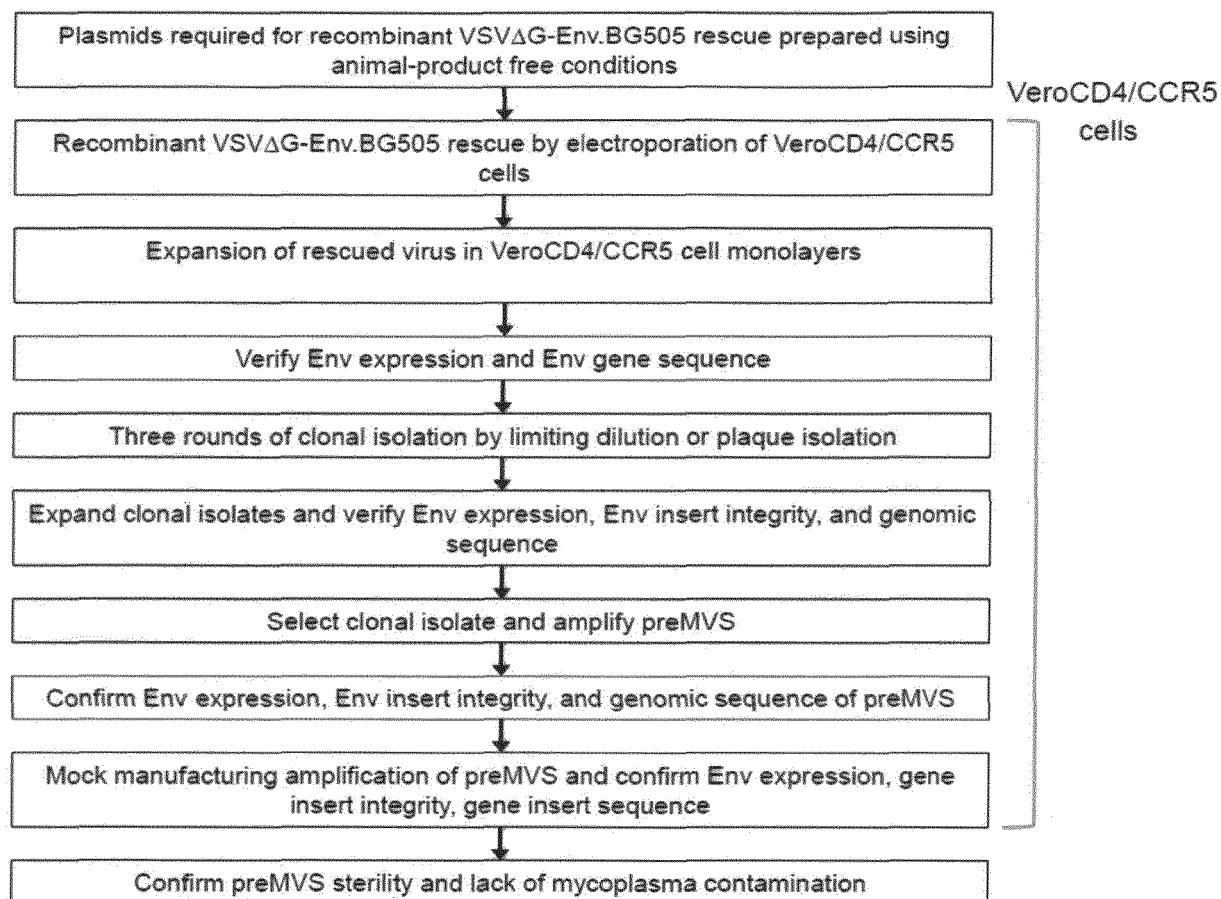 Plasmids required for recombinant VSVΔG-Env.BG505 rescue prepared using
animal-product free conditions
VeroCD4/CCR5
cells
Recombinant VSVΔG-Env.BG505 rescue by electroporation of VeroCD4/CCR5
cells
Expansion of rescued virus in VeroCD4/CCR5 cell monolayers
Verify Env expression and Env gene sequence
Three rounds of clonal isolation by limiting dilution or plaque isolation
Expand clonal isolates and verify Env expression, Env insert integrity, and genomic
sequence
Select clonal isolate and amplify preMVS
Confirm Env expression, Env insert integrity, and genomic sequence of preMVS
Mock manufacturing amplification of preMVS and confirm Env expression, gene
insert integrity, gene insert sequence
Confirm preMVS sterility and lack of mycoplasma contamination